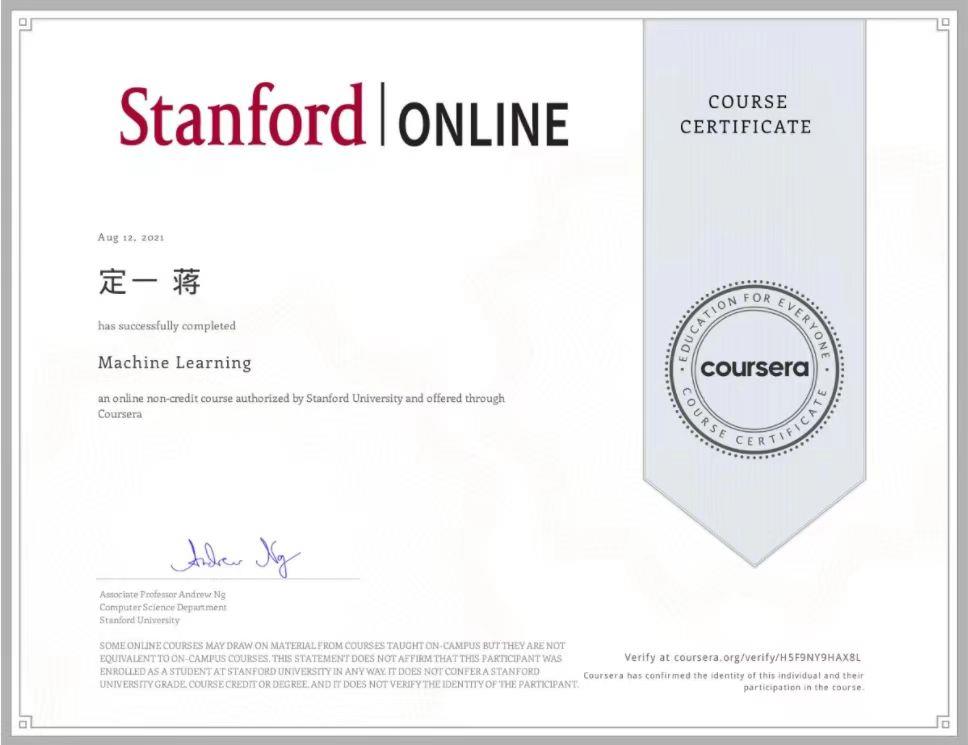 Stanford | ONLINE
COURSE
CERTIFICATE
Aug 12, 2021
定一 蒋
has successfully completed
Machine Learning
an online non-credit course authorized by Stanford University and offered through
Coursera
EDUCATION FOR EVERYONE
coursera
COURSE CERTIFICATE
Andrew Ng
Associate Professor Andrew Ng
Computer Science Department
Stanford University
SOME ONLINE COURSES MAY DRAW ON MATERIAL FROM COURSES TAUGHT ON-CAMPUS BUT THEY ARE NOT
EQUIVALENT TO ON-CAMPUS COURSES. THIS STATEMENT DOES NOT AFFIRM THAT THIS PARTICIPANT WAS
ENROLLED AS A STUDENT AT STANFORD UNIVERSITY IN ANY WAY. IT DOES NOT CONFER A STANFORD
UNIVERSITY GRADE, COURSE CREDIT OR DEGREE, AND IT DOES NOT VERIFY THE IDENTITY OF THE PARTICIPANT.
Verify at coursera.org/verify/H5F9NY9HAX8L
Coursera has confirmed the identity of this individual and their
participation in the course.